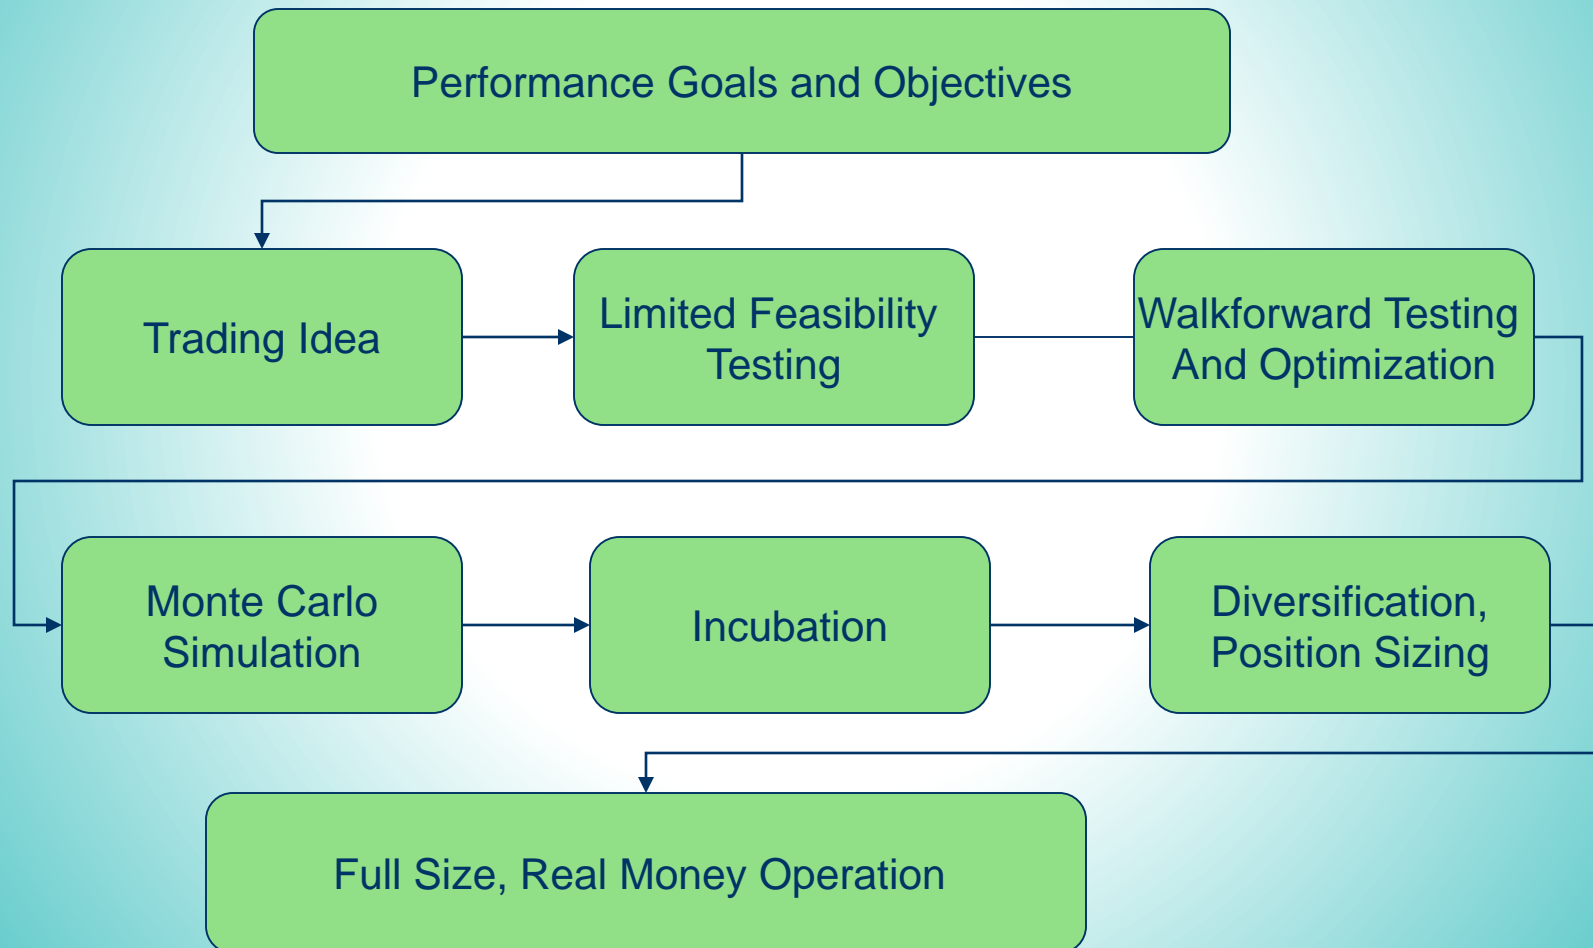 Performance Goals and Objectives
Trading Idea
Limited Feasibility
Testing
Walkforward Testing
And Optimization
Monte Carlo
Simulation
Incubation
Diversification,
Position Sizing
Full Size, Real Money Operation